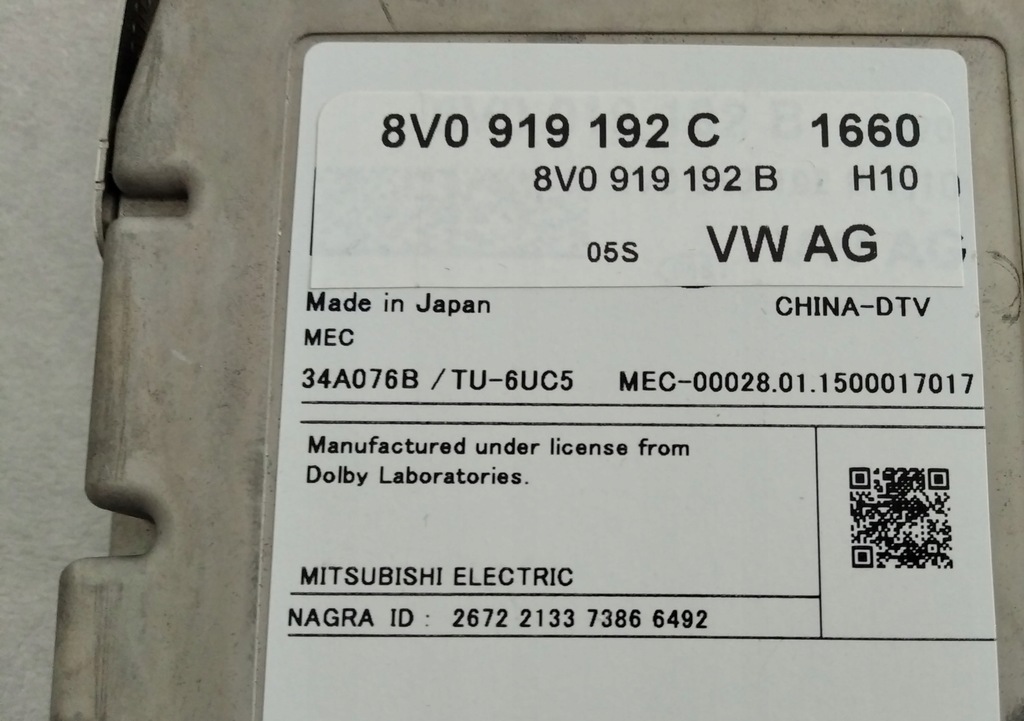 8V0 919 192 C 1660
8V0 919 192 B H10
05S VW AG
Made in Japan CHINA-DTV
MEC
34A076B / TU-6UC5 MEC-00028.01.1500017017
Manufactured under license from
Dolby Laboratories.
MITSUBISHI ELECTRIC
NAGRA ID : 2672 2133 7386 6492